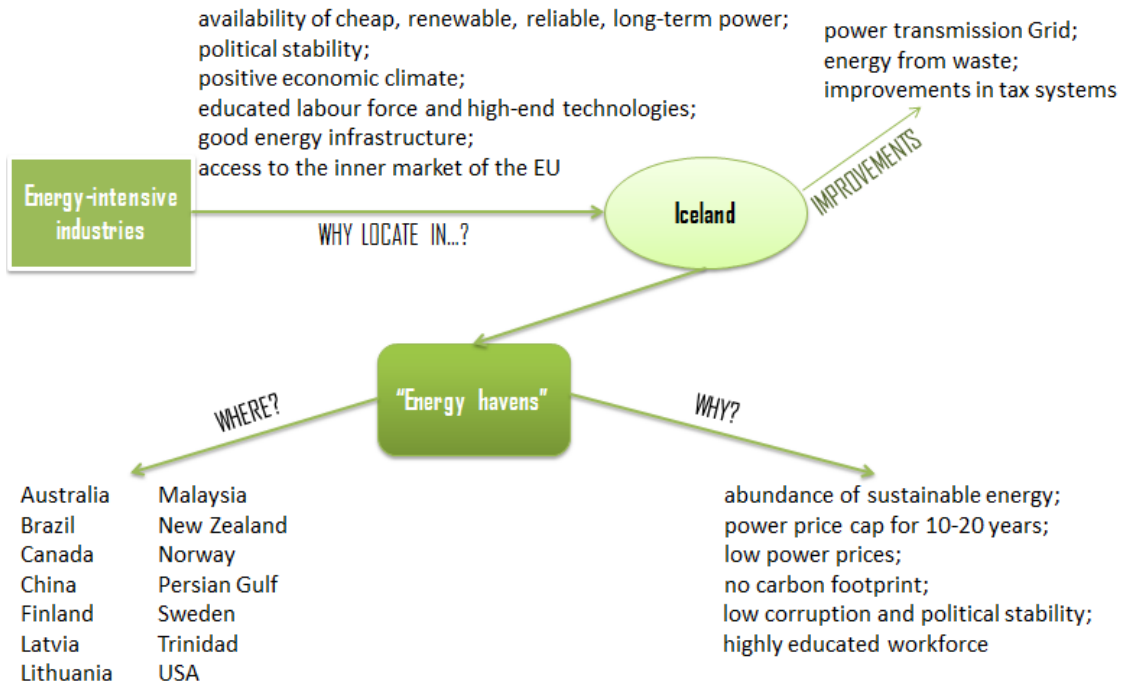 availability of cheap, renewable, reliable, long-term power;
political stability;
positive economic climate;
educated labour force and high-end technologies;
good energy infrastructure;
access to the inner market of the EU
power transmission Grid;
energy from waste;
improvements in tax systems
Energy-intensive
industries
WHY LOCATE IN...?
Iceland
IMPROVEMENTS
"Energy havens"
WHERE?
WHY?
Australia
Brazil
Canada
China
Finland
Latvia
Lithuania
Malaysia
New Zealand
Norway
Persian Gulf
Sweden
Trinidad
USA
abundance of sustainable energy;
power price cap for 10-20 years;
low power prices;
no carbon footprint;
low corruption and political stability;
highly educated workforce